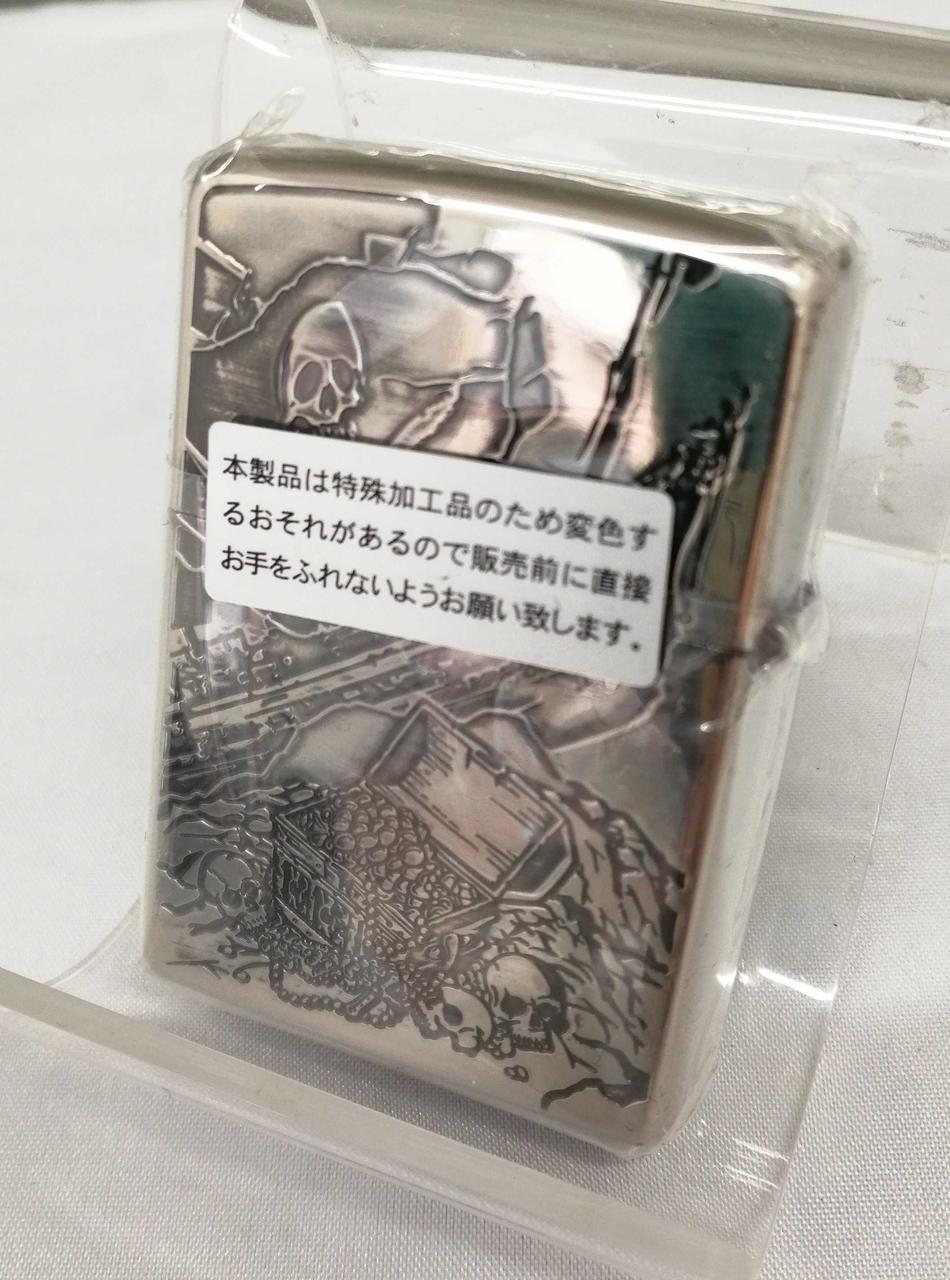 本製品は特殊加工品のため変色す
るおそれがあるので販売前に直接
お手をふれないようお願い致します。